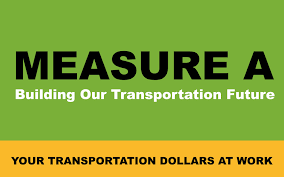 MEASURE A
Building Our Transportation Future
YOUR TRANSPORTATION DOLLARS AT WORK